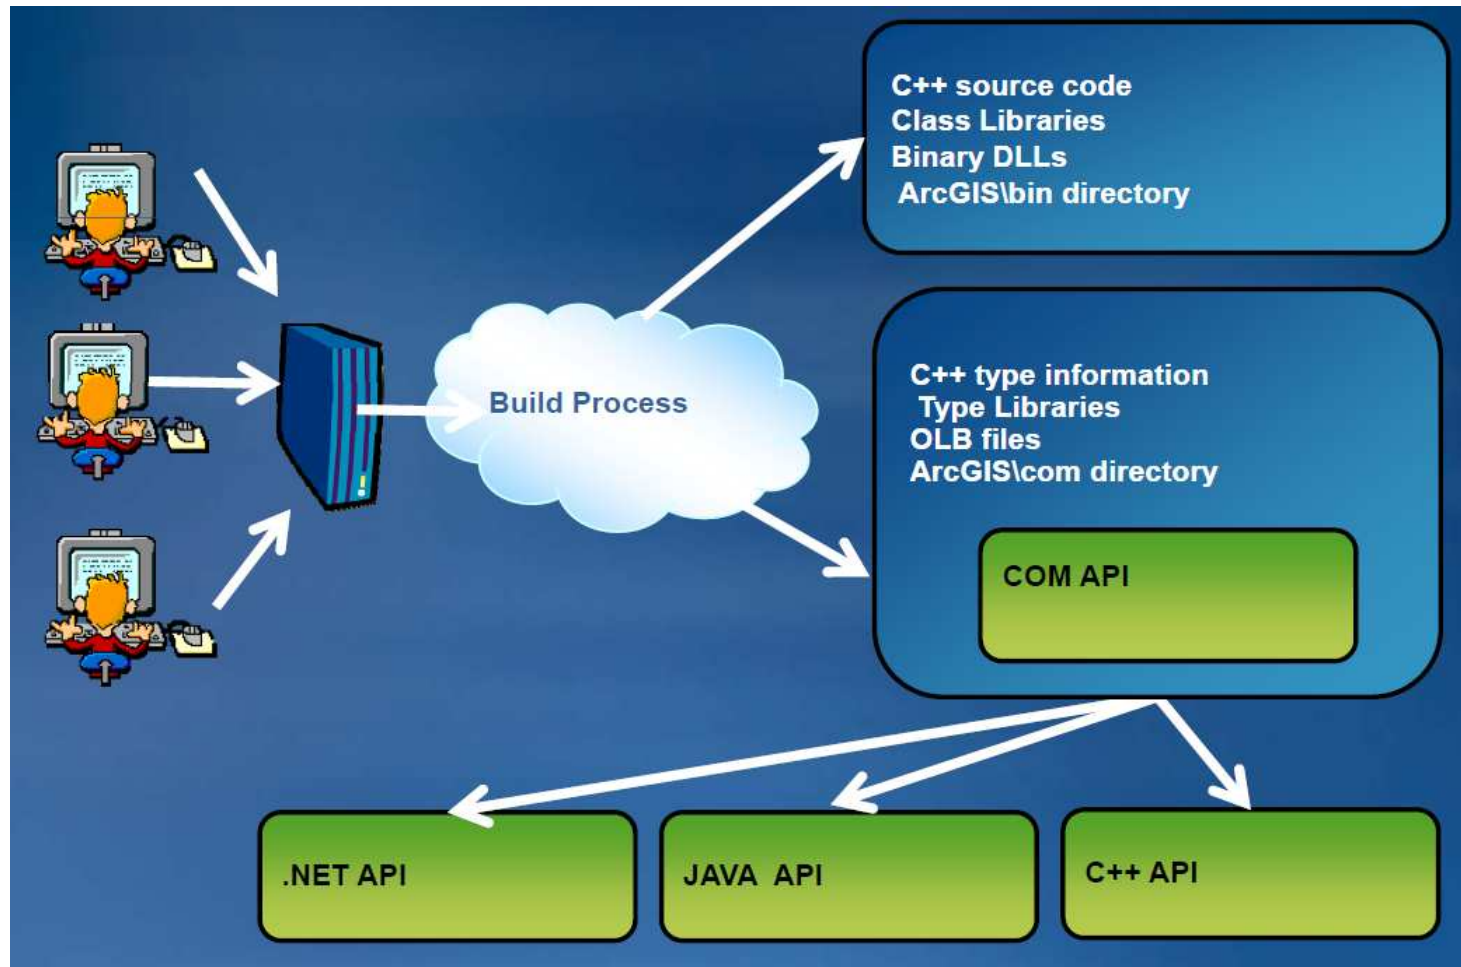 C++ source code
Class Libraries
Binary DLLs
ArcGIS\bin directory
Build Process
C++ type information
Type Libraries
OLB files
ArcGIS\com directory
COM API
.NET API
JAVA API
C++ API